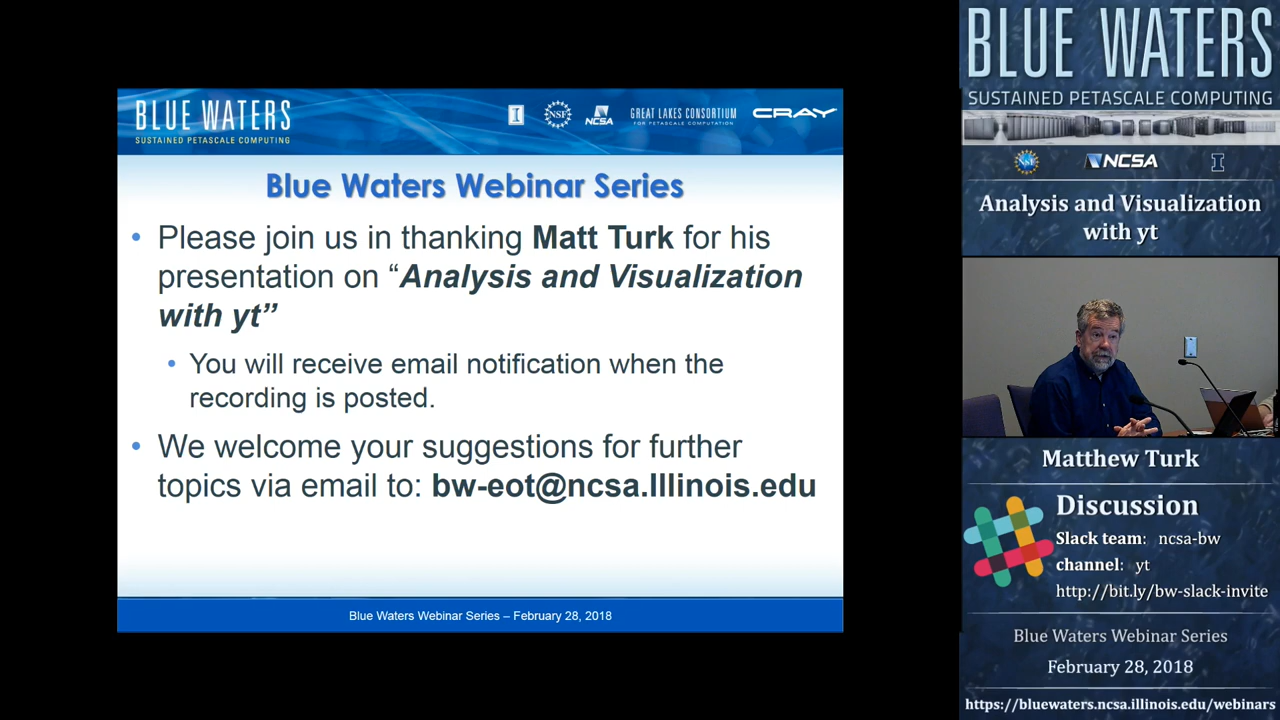 BLUE WATERS
SUSTAINED PETASCALE COMPUTING
I
NSF
NCSA
GREAT LAKES CONSORTIUM
FOR PETASCALE COMPUTATION
CRAY
Blue Waters Webinar Series
• Please join us in thanking Matt Turk for his
presentation on “Analysis and Visualization
with yt”
• You will receive email notification when the
recording is posted.
• We welcome your suggestions for further
topics via email to: bw-eot@ncsa.Illinois.edu
Blue Waters Webinar Series – February 28, 2018
BLUE WATERS
SUSTAINED PETASCALE COMPUTING
NSF
NCSA
I
Analysis and Visualization
with yt
Matthew Turk
Discussion
Slack team: ncsa-bw
channel: yt
http://bit.ly/bw-slack-invite
Blue Waters Webinar Series
February 28, 2018
https://bluewaters.ncsa.illinois.edu/webinars